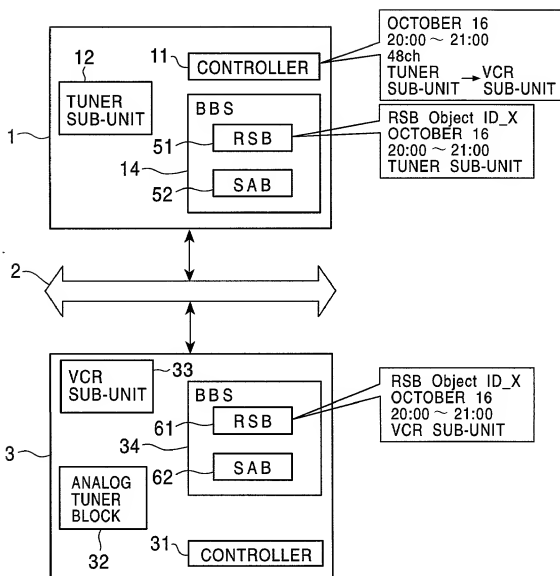 OCTOBER 16
20:00 ~ 21:00
48ch
TUNER → VCR
SUB-UNIT SUB-UNIT
12
11
CONTROLLER
TUNER
SUB-UNIT
BBS
51
RSB
RSB Object ID_X
OCTOBER 16
20:00 ~ 21:00
TUNER SUB-UNIT
1
14
52
SAB
2
VCR
SUB-UNIT
33
BBS
61
RSB
RSB Object ID_X
OCTOBER 16
20:00 ~ 21:00
VCR SUB-UNIT
34
3
62
SAB
ANALOG
TUNER
BLOCK
32
31
CONTROLLER